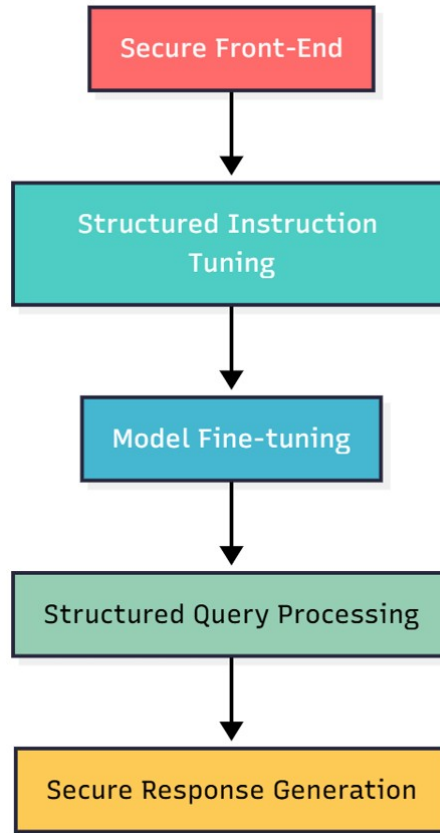 Secure Front-End
Structured Instruction
Tuning
Model Fine-tuning
Structured Query Processing
Secure Response Generation